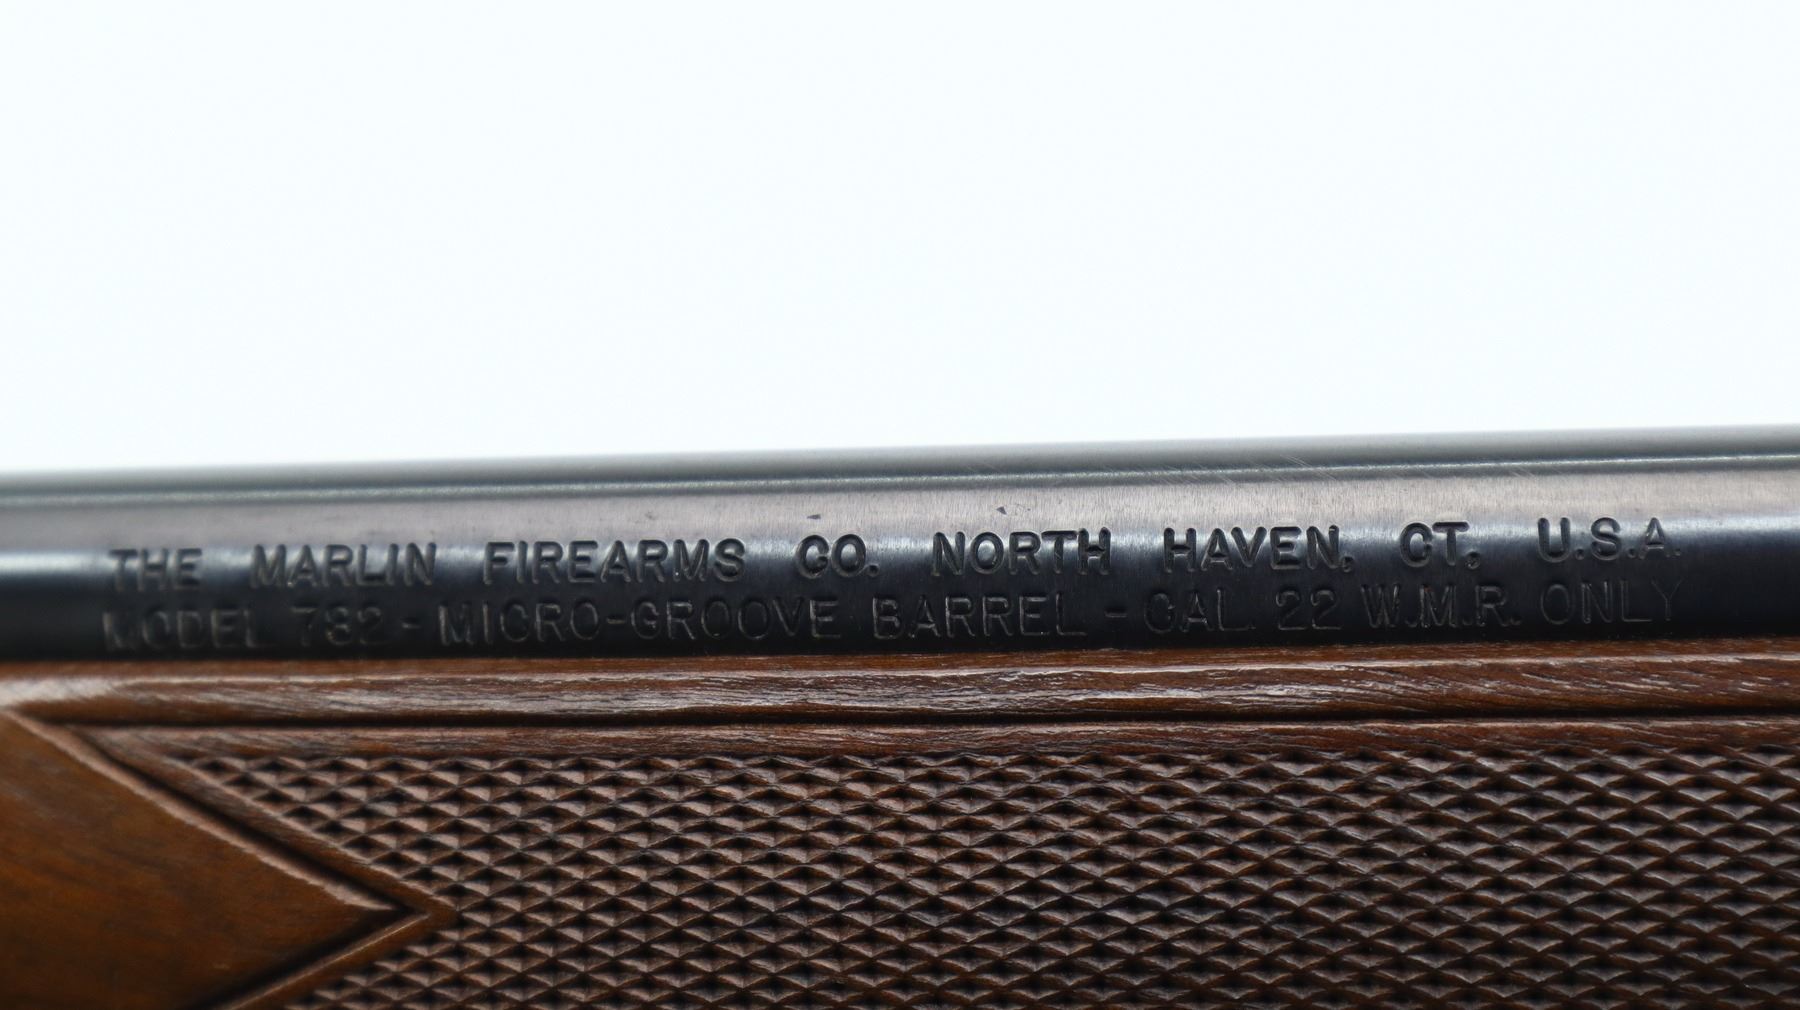 THE MARLIN FIREARMS CO. NORTH HAVEN, CT. U.S.A.
MODEL 782 - MICRO-GROOVE BARREL - CAL. 22 W.M.R. ONLY